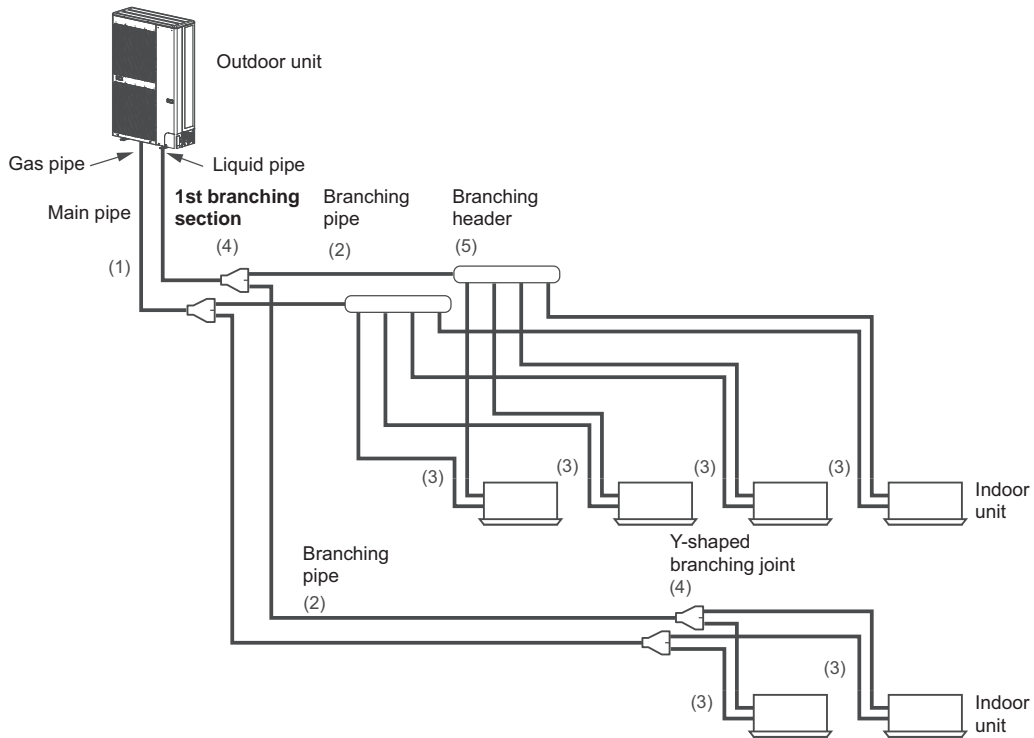 Outdoor unit
Gas pipe
Liquid pipe
Main pipe
1st branching
section
Branching
pipe
Branching
header
(4)
(2)
(5)
(1)
(3)
(3)
(3)
(3)
Indoor
unit
Branching
pipe
(2)
Y-shaped
branching joint
(4)
(3)
(3)
Indoor
unit